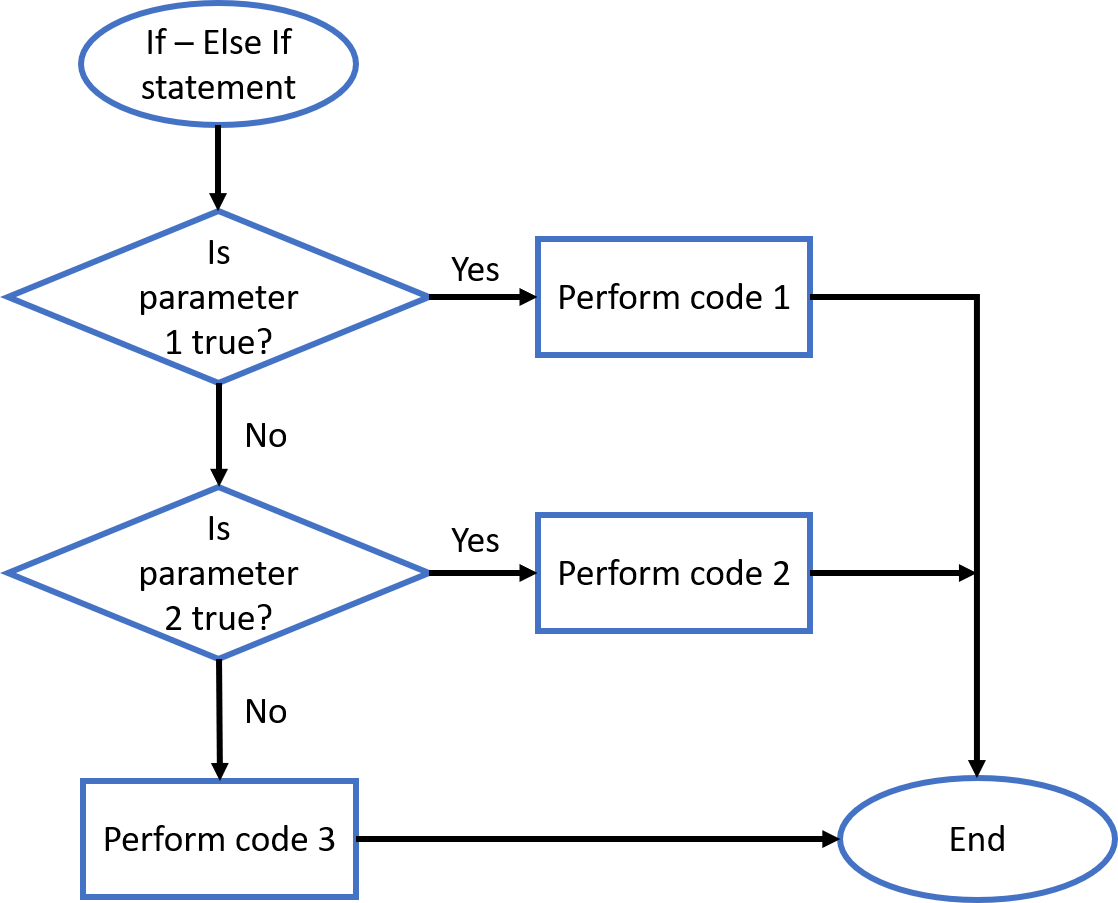 If – Else If
statement
Is
parameter
1 true?
Yes
Perform code 1
No
Is
parameter
2 true?
Yes
Perform code 2
No
Perform code 3
End